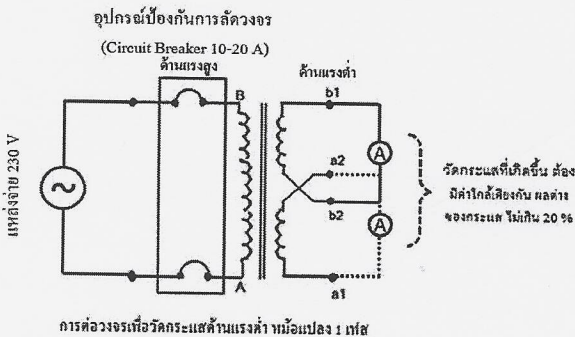 อุปกรณ์ป้องกันการลัดวงจร
(Circuit Breaker 10-20 A)
ด้านแรงสูง
ด้านแรงต่ำ
B
b1
A
a2
วัดกระแสที่เกิดขึ้น ต้อง
มีค่าใกล้เคียงกัน ผลต่าง
ของกระแส ไม่เกิน 20 %
แหล่งจ่าย 230 V
b2
A
A
a1
การต่อวงจรเพื่อวัดกระแสด้านแรงต่ำ หม้อแปลง 1 เฟส